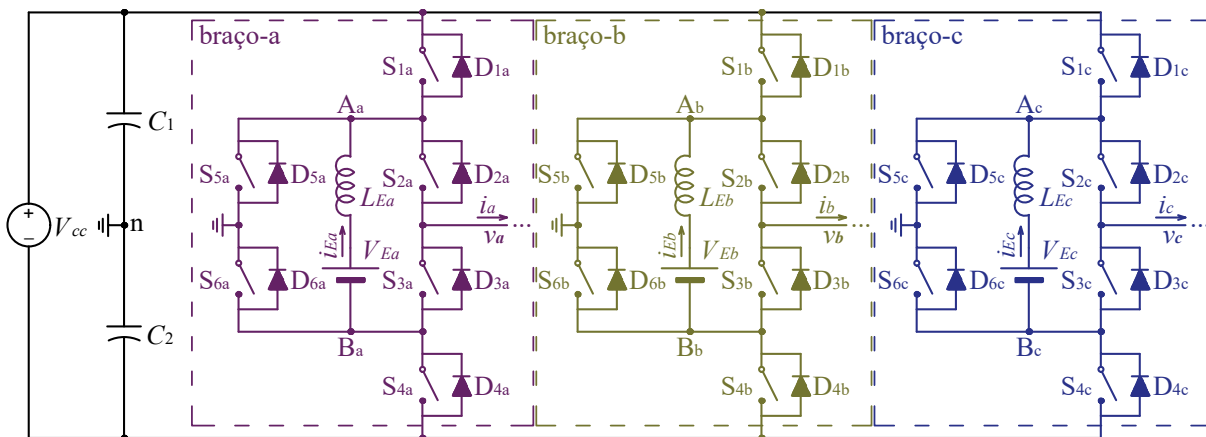 braço-a
braço-b
braço-c
S1a
D1a
S1b
D1b
S1c
D1c
Aa
Ab
Ac
C1
S5a
D5a
LEa
S2a
D2a
S5b
D5b
LEb
S2b
D2b
S5c
D5c
LEc
S2c
D2c
+
−
Vcc
n
ia
va
ib
vb
ic
vc
iEa
VEa
iEb
VEb
iEc
VEc
S6a
D6a
S3a
D3a
S6b
D6b
S3b
D3b
S6c
D6c
S3c
D3c
C2
Ba
Bb
Bc
S4a
D4a
S4b
D4b
S4c
D4c